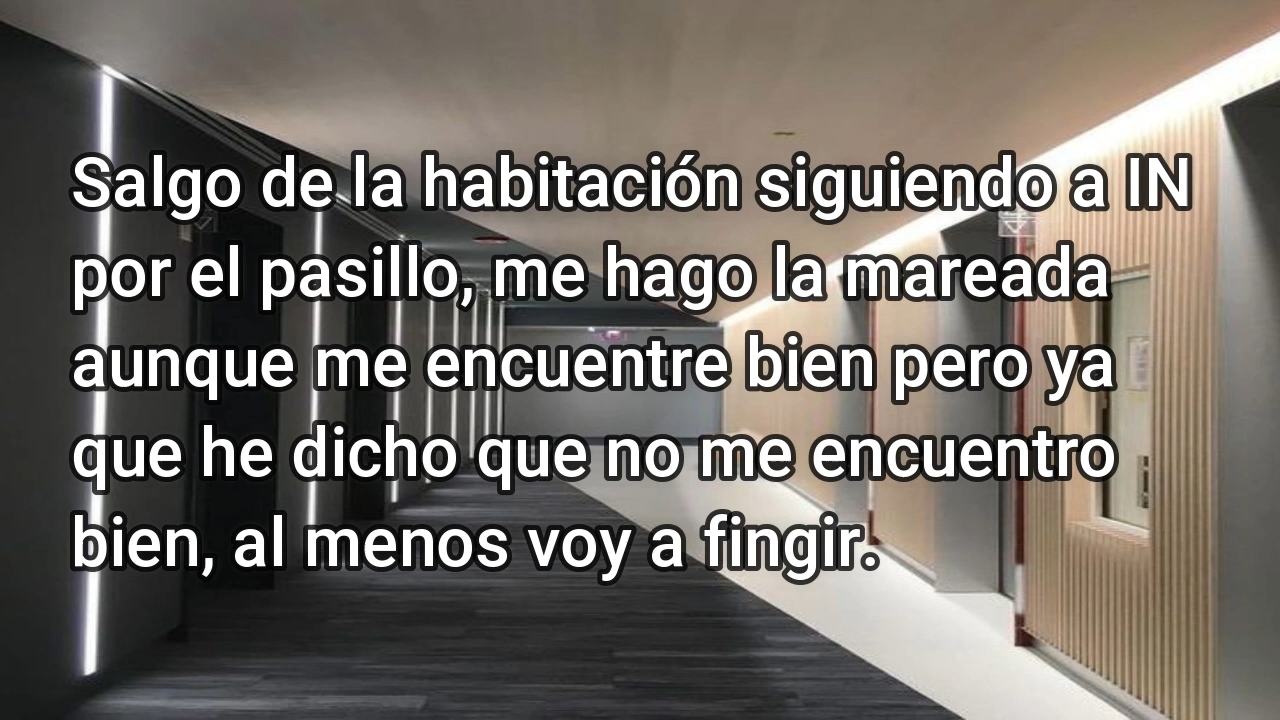 Salgo de la habitación siguiendo a IN
por el pasillo, me hago la mareada
aunque me encuentre bien pero ya
que he dicho que no me encuentro
bien, al menos voy a fingir.